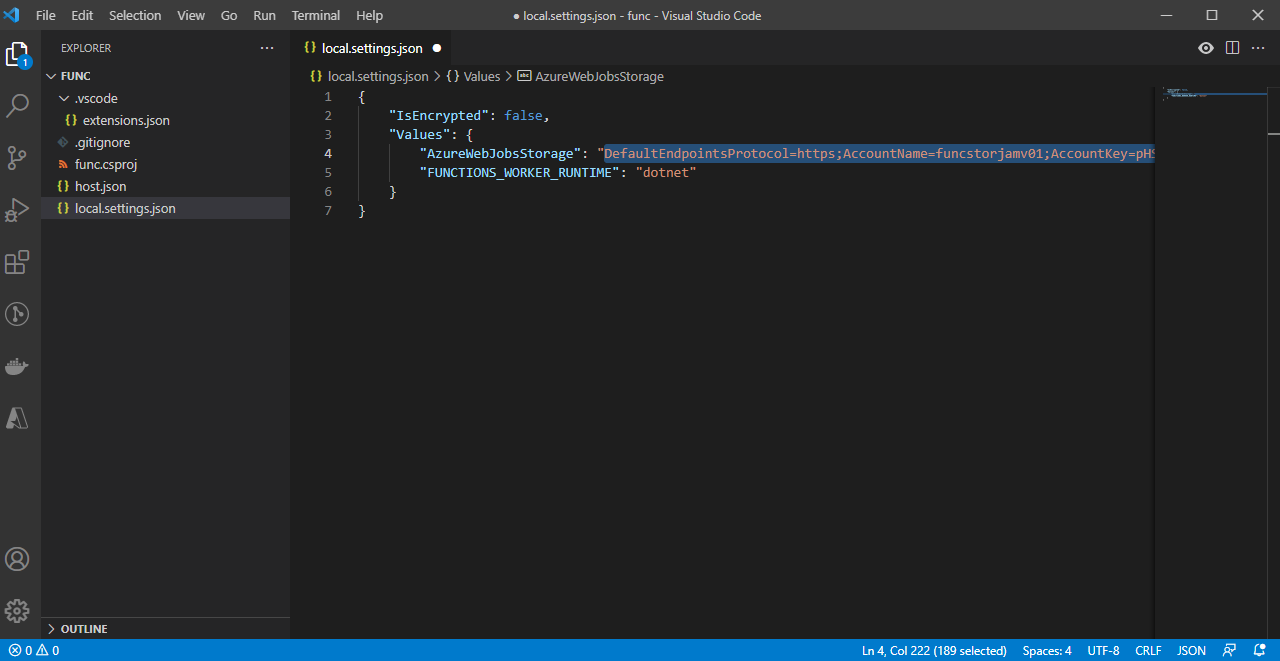 File Edit Selection View Go Run Terminal Help ● local.settings.json - func - Visual Studio Code
EXPLORER
1
FUNC
.vscode
{} extensions.json
.gitignore
func.csproj
{} host.json
{} local.settings.json
OUTLINE
{} local.settings.json ●
{} local.settings.json > {} Values > abc AzureWebJobsStorage
1 {
2 "IsEncrypted": false,
3 "Values": {
4 "AzureWebJobsStorage": "DefaultEndpointsProtocol=https;AccountName=funcstorjamv01;AccountKey=pHS
5 "FUNCTIONS_WORKER_RUNTIME": "dotnet"
6 }
7 }
0 0 Ln 4, Col 222 (189 selected) Spaces: 4 UTF-8 CRLF JSON